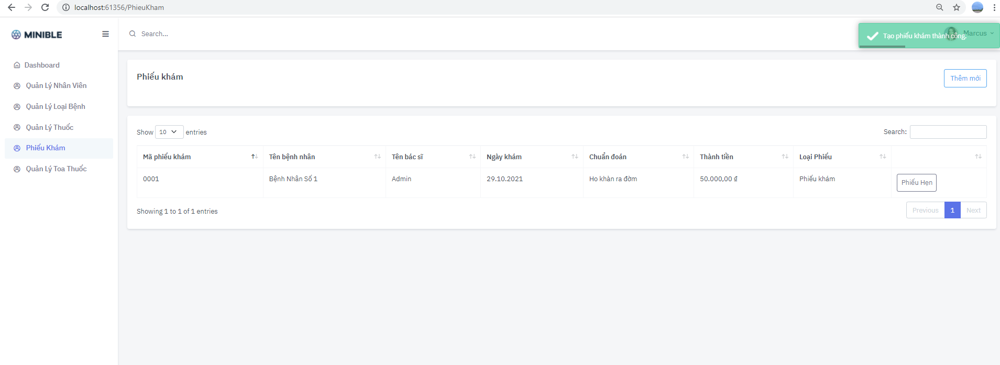 localhost:61356/PhieuKham
MINIBLE
Search...
Marcus
Tạo phiếu khám thành công.
Dashboard
Quản Lý Nhân Viên
Quản Lý Loại Bệnh
Quản Lý Thuốc
Phiếu Khám
Quản Lý Toa Thuốc
Phiếu khám
Thêm mới
Show 10 entries
Search:
Mã phiếu khám Tên bệnh nhân Tên bác sĩ Ngày khám Chuẩn đoán Thành tiền Loại Phiếu
0001 Bệnh Nhân Số 1 Admin 29.10.2021 Ho khàn ra đờm 50.000,00 ₫ Phiếu khám Phiếu Hẹn
Showing 1 to 1 of 1 entries
Previous 1 Next